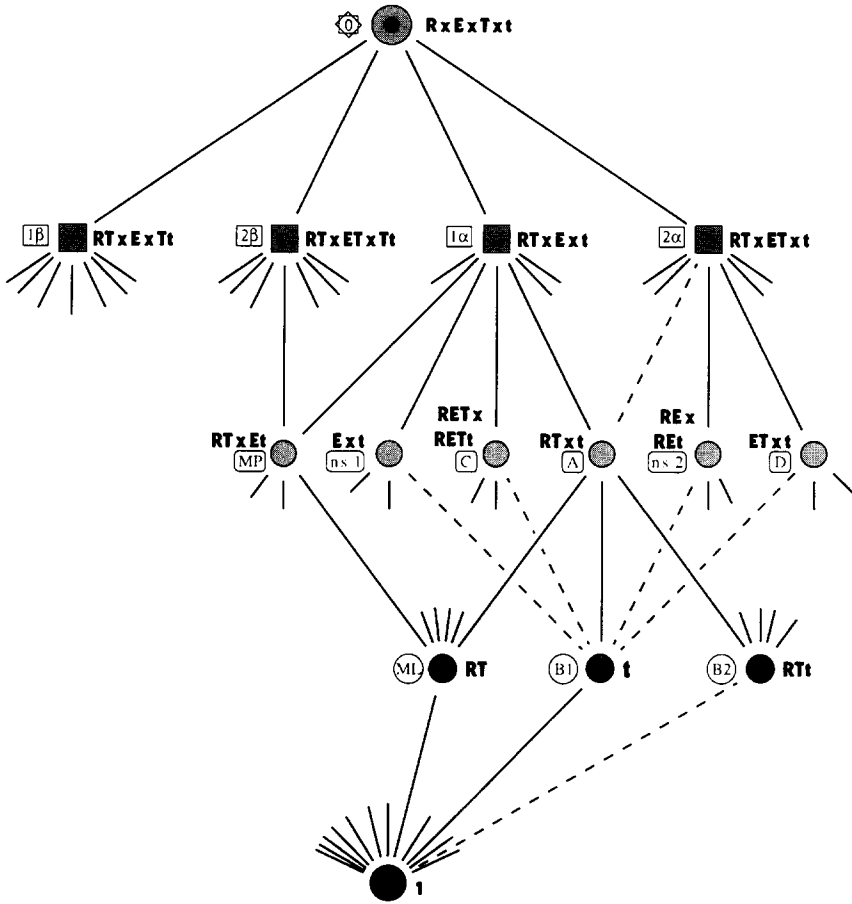 0 RxExTxt
1β RTxExTt
2β RTxETxTt
1α RTxExt
2α RTxETxt
RETx
REx
RTxEt
Ext
RETt
RTxt
REt
ETxt
MP
ns 1
C
A
ns 2
D
ML RT
B1 t
B2 RTt
1